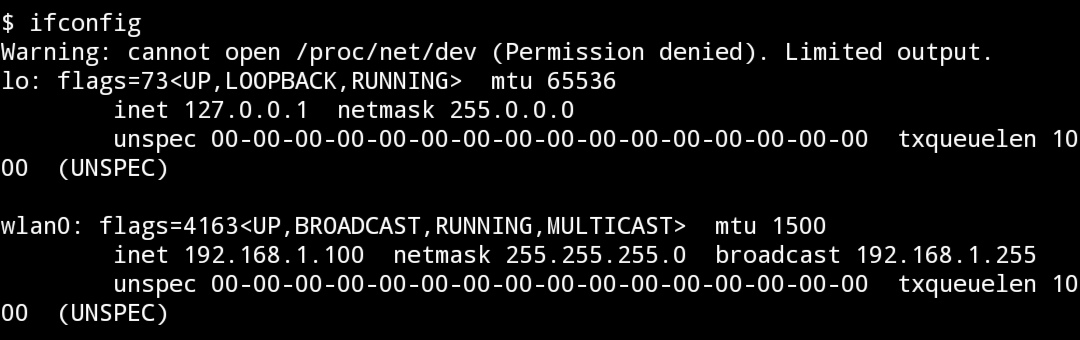 $ ifconfig
Warning: cannot open /proc/net/dev (Permission denied). Limited output.
lo: flags=73<UP,LOOPBACK,RUNNING>  mtu 65536
        inet 127.0.0.1  netmask 255.0.0.0
        unspec 00-00-00-00-00-00-00-00-00-00-00-00-00-00-00-00  txqueuelen 10
00  (UNSPEC)

wlan0: flags=4163<UP,BROADCAST,RUNNING,MULTICAST>  mtu 1500
        inet 192.168.1.100  netmask 255.255.255.0  broadcast 192.168.1.255
        unspec 00-00-00-00-00-00-00-00-00-00-00-00-00-00-00-00  txqueuelen 10
00  (UNSPEC)